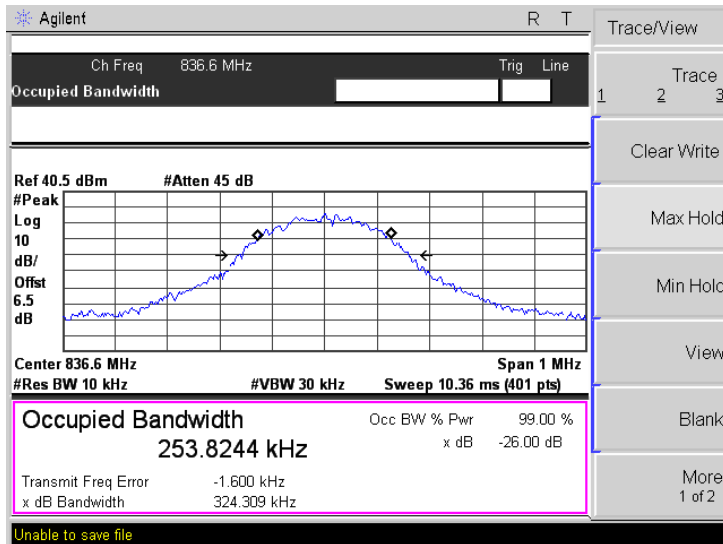 Agilent R T
Ch Freq 836.6 MHz Trig Line
Occupied Bandwidth
Ref 40.5 dBm #Atten 45 dB
#Peak
Log
10
dB/
Offst
6.5
dB
Center 836.6 MHz Span 1 MHz
#Res BW 10 kHz #VBW 30 kHz Sweep 10.36 ms (401 pts)
Occupied Bandwidth Occ BW % Pwr 99.00 %
253.8244 kHz x dB -26.00 dB
Transmit Freq Error -1.600 kHz
x dB Bandwidth 324.309 kHz
Unable to save file
Trace/View
Trace
1 2 3
Clear Write
Max Hold
Min Hold
View
Blank
More
1 of 2